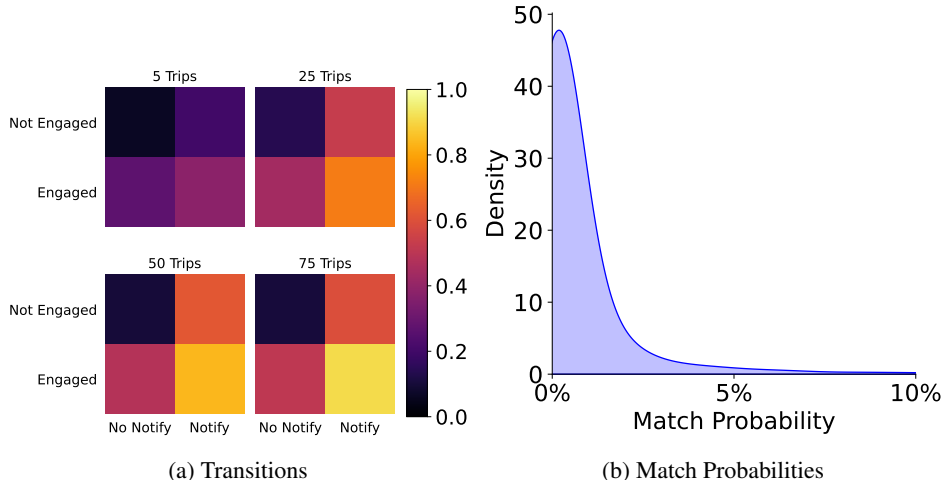 5 Trips
25 Trips
Not Engaged
Engaged
50 Trips
75 Trips
Not Engaged
Engaged
No Notify
Notify
No Notify
Notify
1.0
0.8
0.6
0.4
0.2
0.0
(a) Transitions
50
40
30
20
10
0
Density
0%
5%
10%
Match Probability
(b) Match Probabilities